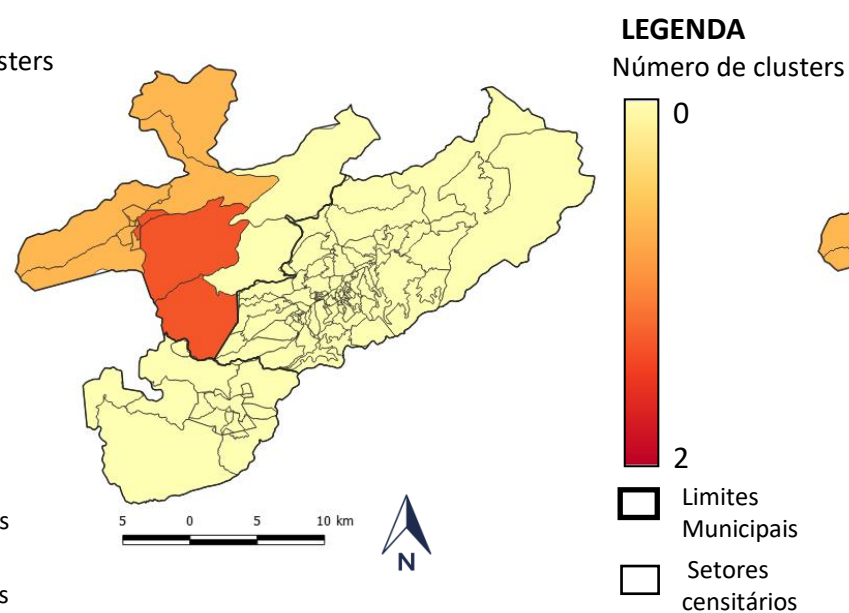 sters
LEGENDA
Número de clusters
0
2
Limites
Municipais
Setores
censitários
5 0 5 10 km
N
s
s